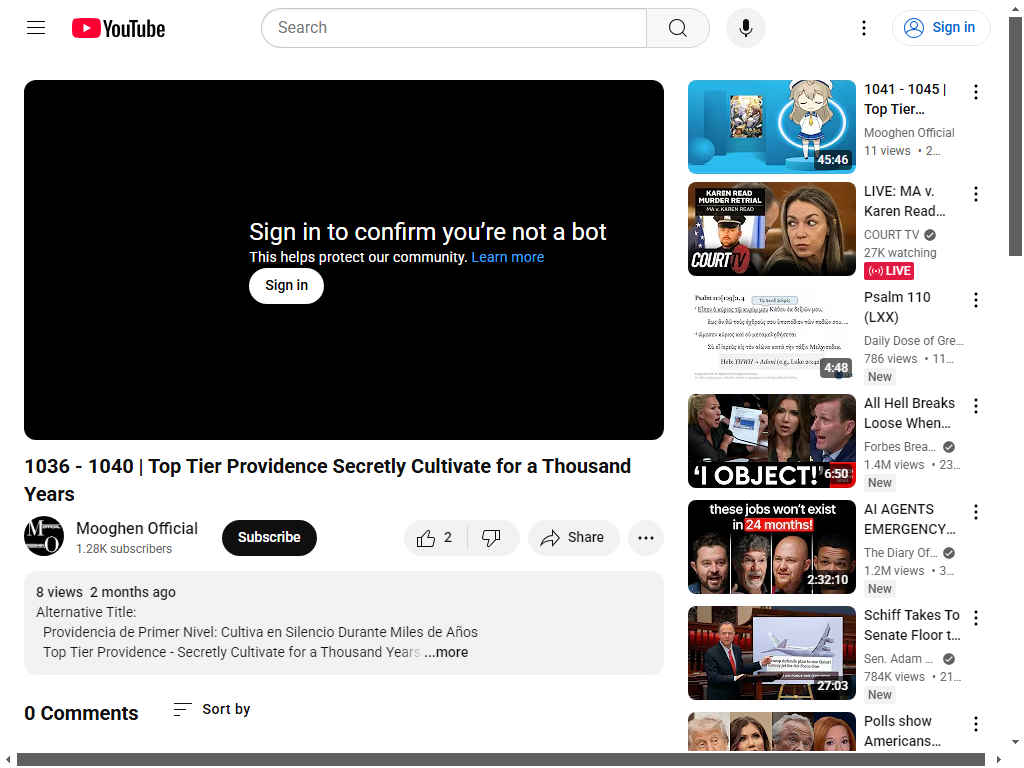 YouTube
Search
Sign in
Sign in to confirm you're not a bot
This helps protect our community. Learn more
Sign in
1036 - 1040 | Top Tier Providence Secretly Cultivate for a Thousand
Years
Mooghen Official
1.28K subscribers
Subscribe
2
Share
8 views 2 months ago
Alternative Title:
Providencia de Primer Nivel: Cultiva en Silencio Durante Miles de Años
Top Tier Providence - Secretly Cultivate for a Thousand Years ...more
0 Comments
Sort by
45:46
1041 - 1045 |
Top Tier...
Mooghen Official
11 views • 2...
KAREN READ
MURDER RETRIAL
MA v. KAREN READ
COURT TV
LIVE: MA v.
Karen Read...
COURT TV
27K watching
LIVE
4:48
Psalm 110
(LXX)
Daily Dose of Gre...
786 views • 11...
New
'I OBJECT!'
6:50
All Hell Breaks
Loose When...
Forbes Brea...
1.4M views • 23...
New
these jobs won't exist
in 24 months!
2:32:10
AI AGENTS
EMERGENCY...
The Diary Of...
1.2M views • 3...
New
27:03
Schiff Takes To
Senate Floor t...
Sen. Adam ...
784K views • 21...
New
Polls show
Americans...